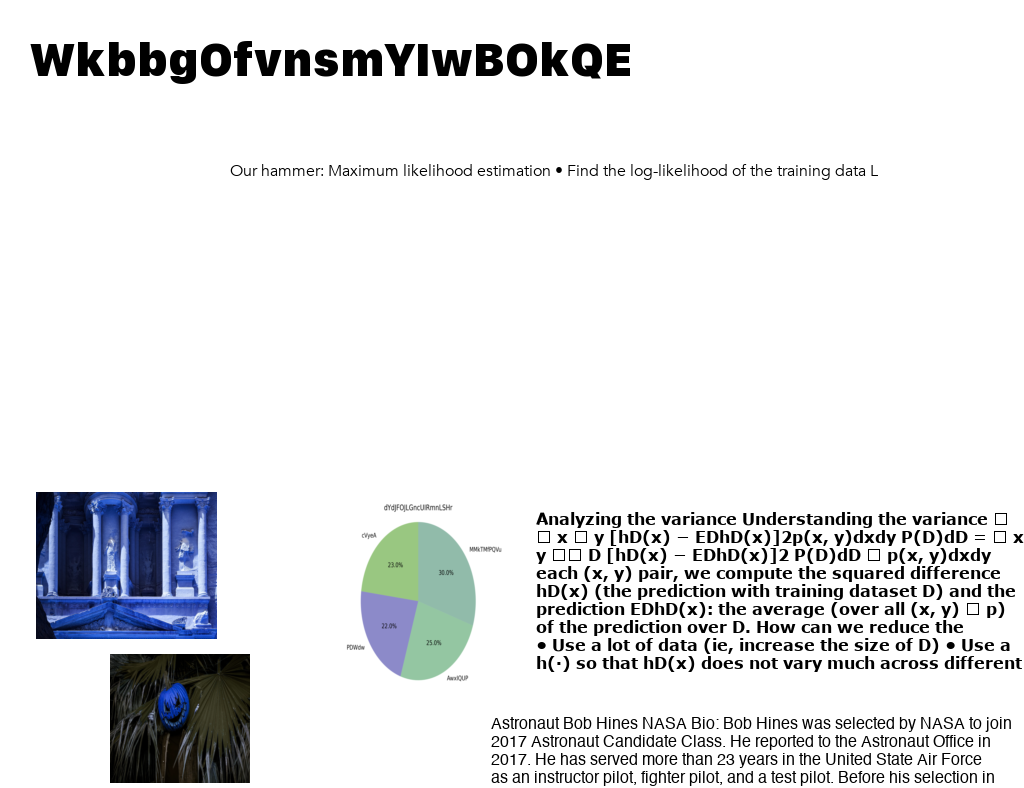 WkbbgOfvnsmYIwBOkQE
Our hammer: Maximum likelihood estimation • Find the log-likelihood of the training data L
dYdJFOJLGncUIRmnLSHr
cVyeA
MMkTMfPQVu
23.0%
30.0%
22.0%
25.0%
PDWdw
AwxIQUP
Analyzing the variance Understanding the variance □
□ x □ y [hD(x) − EDhD(x)]2p(x, y)dxdy P(D)dD = □ x
y □□ D [hD(x) − EDhD(x)]2 P(D)dD □ p(x, y)dxdy
each (x, y) pair, we compute the squared difference
hD(x) (the prediction with training dataset D) and the
prediction EDhD(x): the average (over all (x, y) □ p)
of the prediction over D. How can we reduce the
• Use a lot of data (ie, increase the size of D) • Use a
h(·) so that hD(x) does not vary much across different
Astronaut Bob Hines NASA Bio: Bob Hines was selected by NASA to join
2017 Astronaut Candidate Class. He reported to the Astronaut Office in
2017. He has served more than 23 years in the United State Air Force
as an instructor pilot, fighter pilot, and a test pilot. Before his selection in